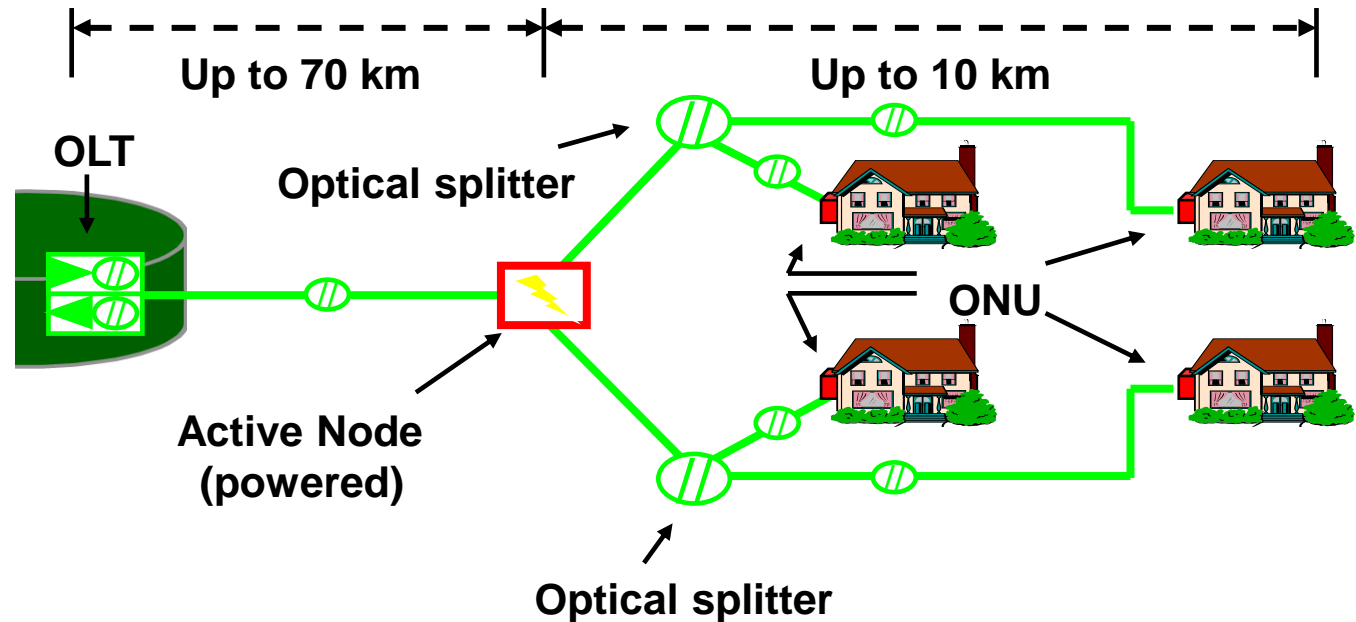 Up to 70 km
Up to 10 km
OLT
Optical splitter
ONU
Active Node
(powered)
Optical splitter